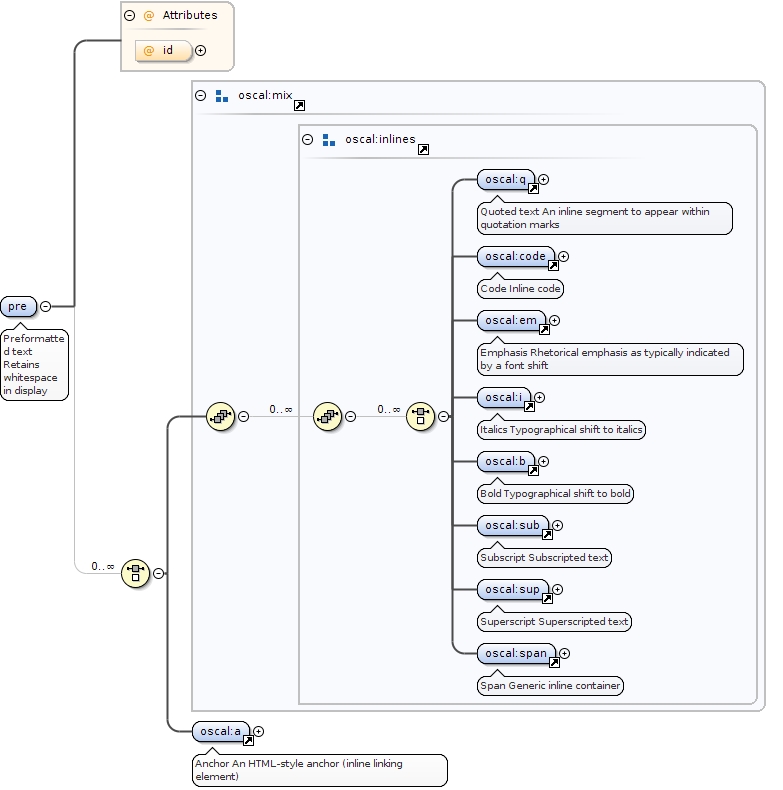 Attributes
@ id
oscal:mix
oscal:inlines
oscal:q
Quoted text An inline segment to appear within
quotation marks
oscal:code
Code Inline code
pre
Preformatte
d text
Retains
whitespace
in display
oscal:em
Emphasis Rhetorical emphasis as typically indicated
by a font shift
oscal:i
Italics Typographical shift to italics
0..∞
0..∞
oscal:b
Bold Typographical shift to bold
oscal:sub
Subscript Subscripted text
0..∞
oscal:sup
Superscript Superscripted text
oscal:span
Span Generic inline container
oscal:a
Anchor An HTML-style anchor (inline linking
element)